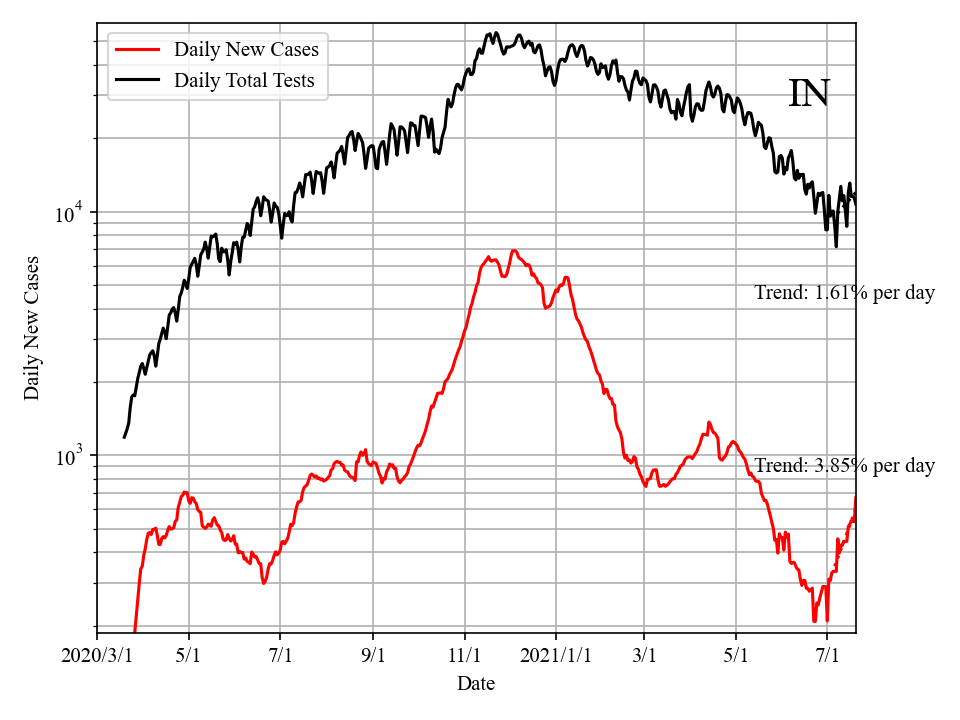 Daily New Cases
Daily Total Tests
IN
10^4
Trend: 1.61% per day
Daily New Cases
10^3
Trend: 3.85% per day
2020/3/1 5/1 7/1 9/1 11/1 2021/1/1 3/1 5/1 7/1
Date